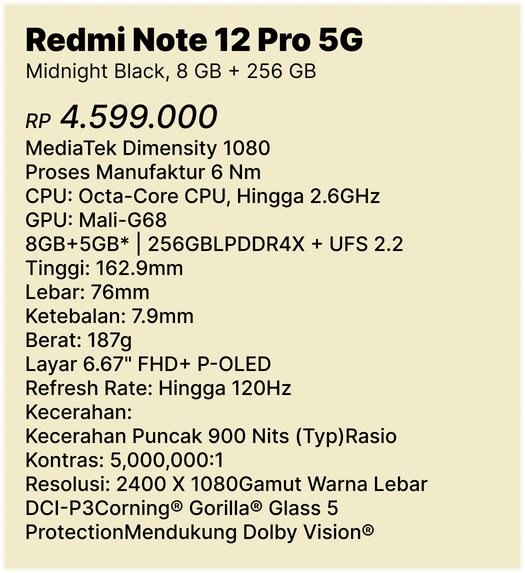 Redmi Note 12 Pro 5G
Midnight Black, 8 GB + 256 GB
RP 4.599.000
MediaTek Dimensity 1080
Proses Manufaktur 6 Nm
CPU: Octa-Core CPU, Hingga 2.6GHz
GPU: Mali-G68
8GB+5GB* | 256GBLPDDR4X + UFS 2.2
Tinggi: 162.9mm
Lebar: 76mm
Ketebalan: 7.9mm
Berat: 187g
Layar 6.67" FHD+ P-OLED
Refresh Rate: Hingga 120Hz
Kecerahan:
Kecerahan Puncak 900 Nits (Typ)Rasio
Kontras: 5,000,000:1
Resolusi: 2400 X 1080Gamut Warna Lebar
DCI-P3Corning® Gorilla® Glass 5
ProtectionMendukung Dolby Vision®